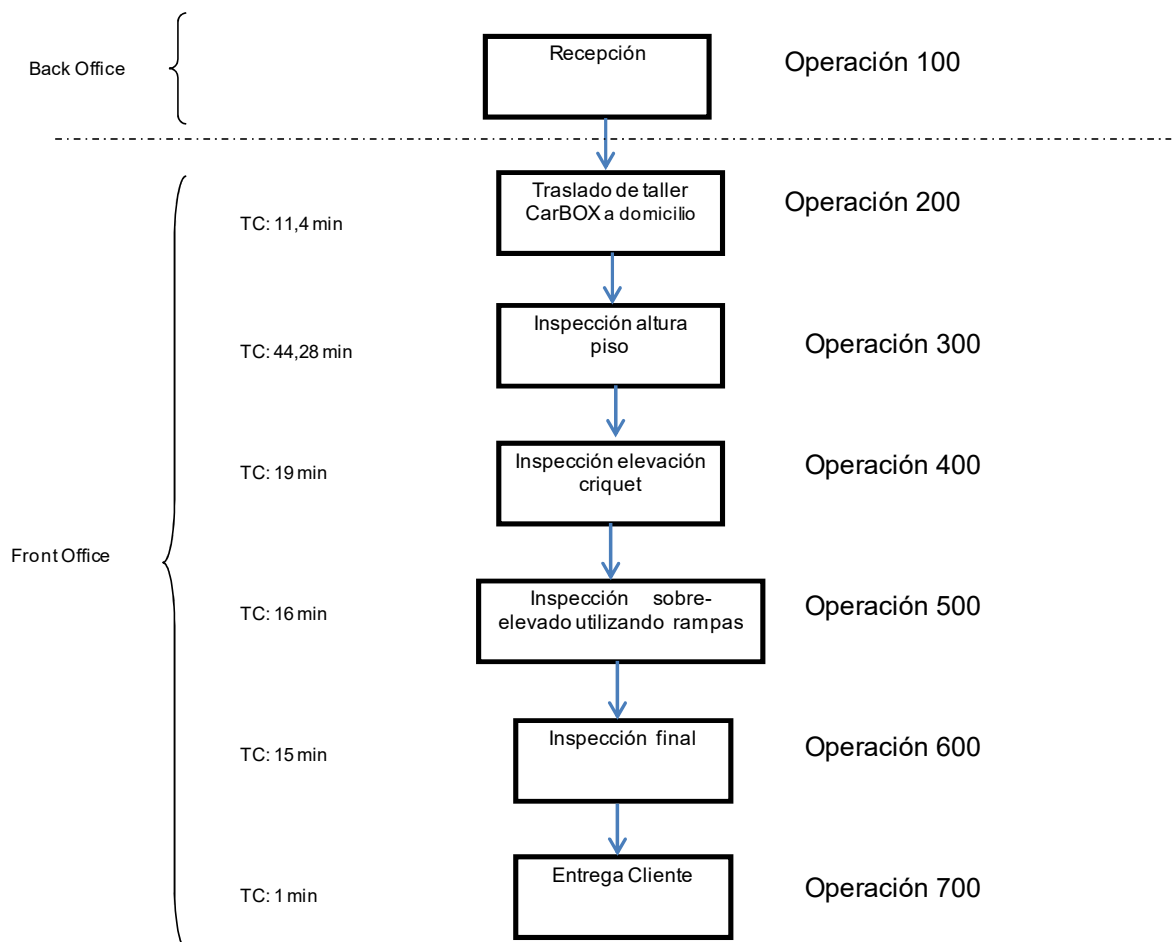 Back Office
Recepción
Operación 100
Traslado de taller
CarBOX a domicilio
Operación 200
TC: 11,4 min
Inspección altura
piso
Operación 300
TC: 44,28 min
Inspección elevación
criquet
Operación 400
TC: 19 min
Front Office
Inspección sobre-
elevado utilizando rampas
Operación 500
TC: 16 min
Inspección final
Operación 600
TC: 15 min
Entrega Cliente
Operación 700
TC: 1 min